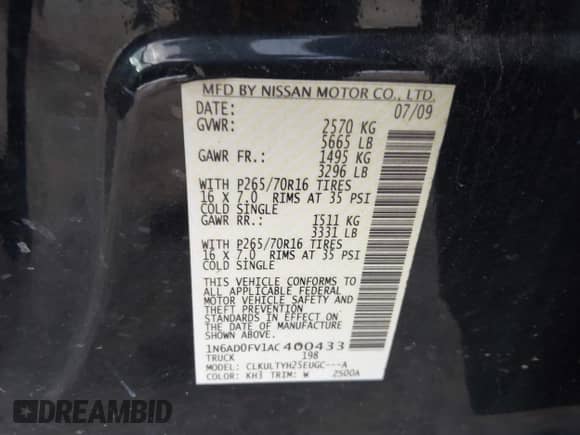 MFD BY NISSAN MOTOR CO., LTD.
DATE: 07/09
GVWR: 2570 KG
5665 LB
GAWR FR.: 1495 KG
3296 LB
WITH P265/70R16 TIRES
16 X 7.0 RIMS AT 35 PSI
COLD SINGLE
GAWR RR.: 1511 KG
3331 LB
WITH P265/70R16 TIRES
16 X 7.0 RIMS AT 35 PSI
COLD SINGLE
THIS VEHICLE CONFORMS TO
ALL APPLICABLE FEDERAL
MOTOR VEHICLE SAFETY AND
AND THEFT PREVENTION
STANDARDS IN EFFECT ON
THE DATE OF MANUFACTURE
SHOWN ABOVE.
1N6AD0FV1AC400433
TRUCK 198
MODEL: CLKULTYH25EUGC---A
COLOR: KH3 TRIM: W 2500A
DREAMBID